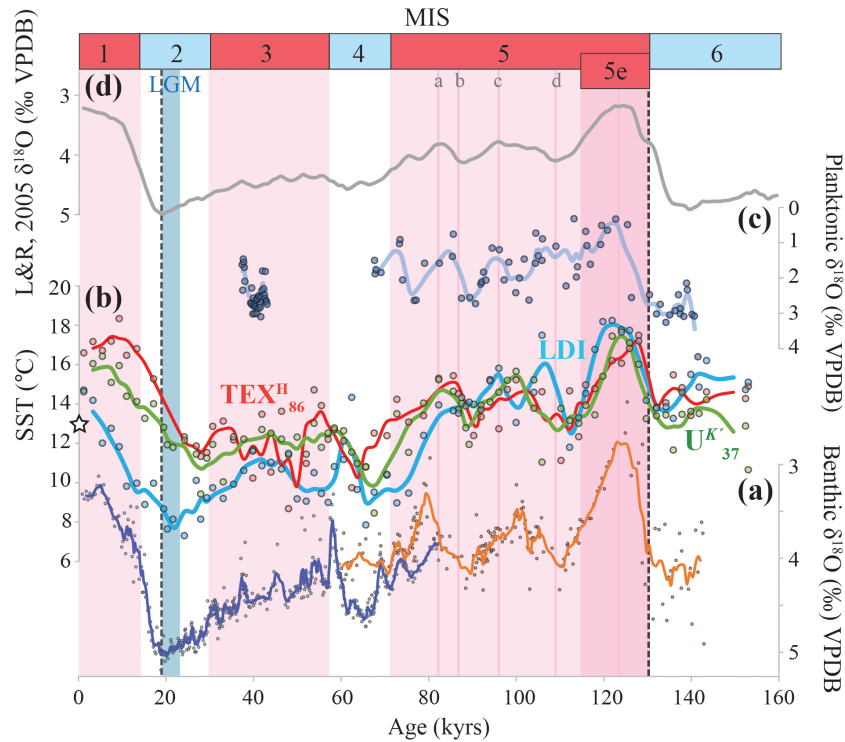 MIS
1 2 3 4 5 6
5e
LGM
a b c d
(d)
3
4
5
L&R, 2005 δ¹⁸O (‰ VPDB)
(c)
0
1
2
3
4
Planktonic δ¹⁸O (‰ VPDB)
(b)
20
18
16
14
12
10
8
6
SST (°C)
LDI
TEXᴴ₈₆
Uᴷ′₃₇
(a)
3
4
5
Benthic δ¹⁸O (‰) VPDB
0 20 40 60 80 100 120 140 160
Age (kyrs)